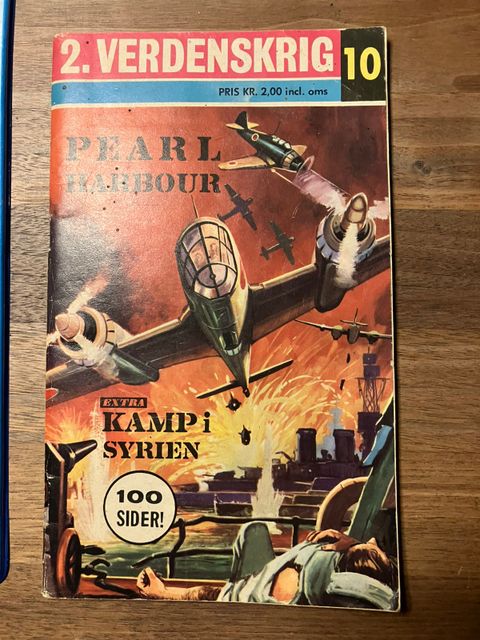 2. VERDENSKRIG 10
PRIS KR. 2,00 incl. oms
PEARL
HARBOUR
EXTRA
KAMP i
SYRIEN
100
SIDER!